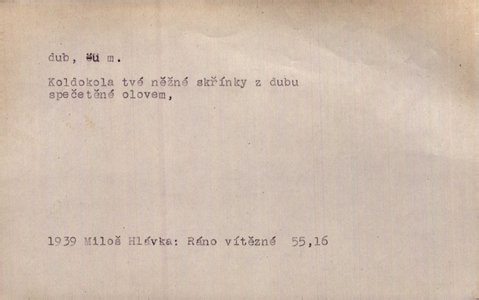 dub, -u m.
Koldokola tvé něžné skřínky z dubu
spečetěné olovem,
1939 Miloš Hlávka: Ráno vítězné 55,16